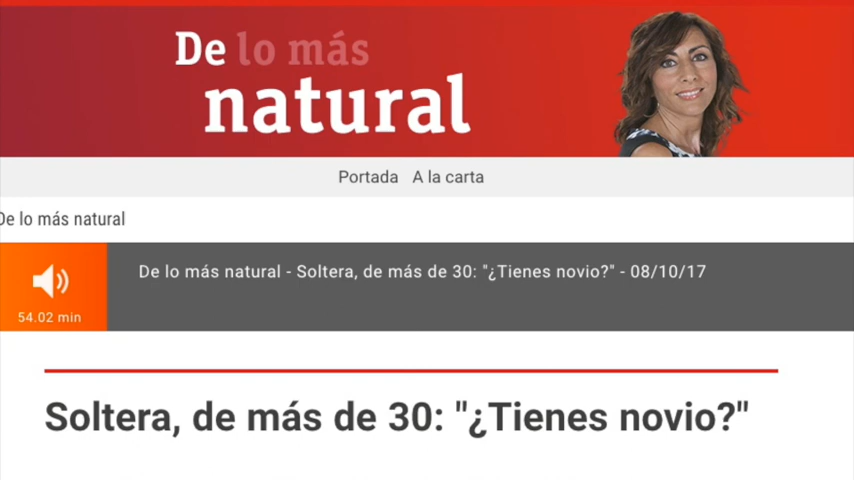 De lo más
natural
Portada A la carta
De lo más natural
De lo más natural - Soltera, de más de 30: "¿Tienes novio?" - 08/10/17
54.02 min
Soltera, de más de 30: "¿Tienes novio?"